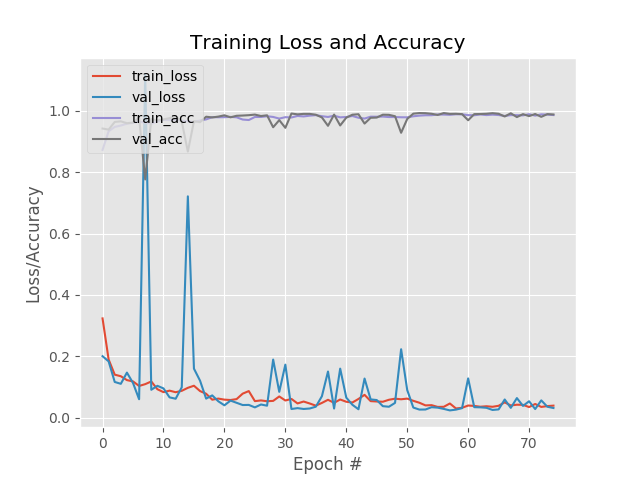 Training Loss and Accuracy
train_loss
val_loss
train_acc
val_acc
1.0
0.8
0.6
0.4
0.2
0.0
Loss/Accuracy
0 10 20 30 40 50 60 70
Epoch #